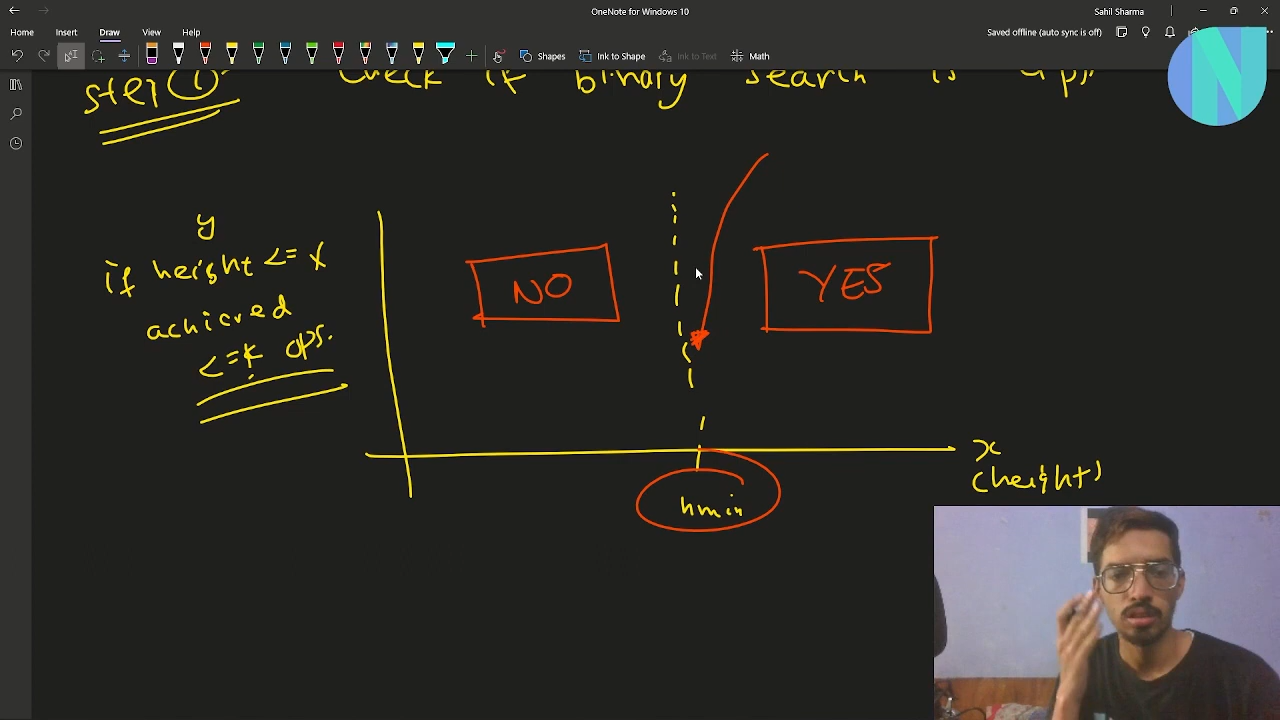 OneNote for Windows 10
Sahil Sharma
Home Insert Draw View Help
Saved offline (auto sync is off)
Shapes Ink to Shape Ink to Text Math
step 1 Check if binary search is
N
y
if height <= x
achieved
<=k ops.
NO
YES
hmin
x
(height)